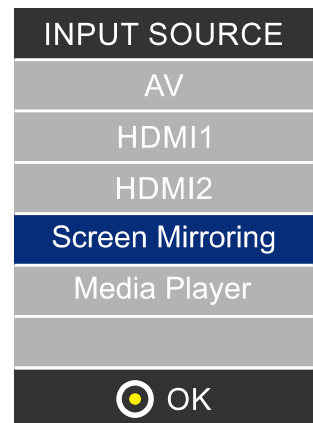 INPUT SOURCE
AV
HDMI1
HDMI2
Screen Mirroring
Media Player
OK